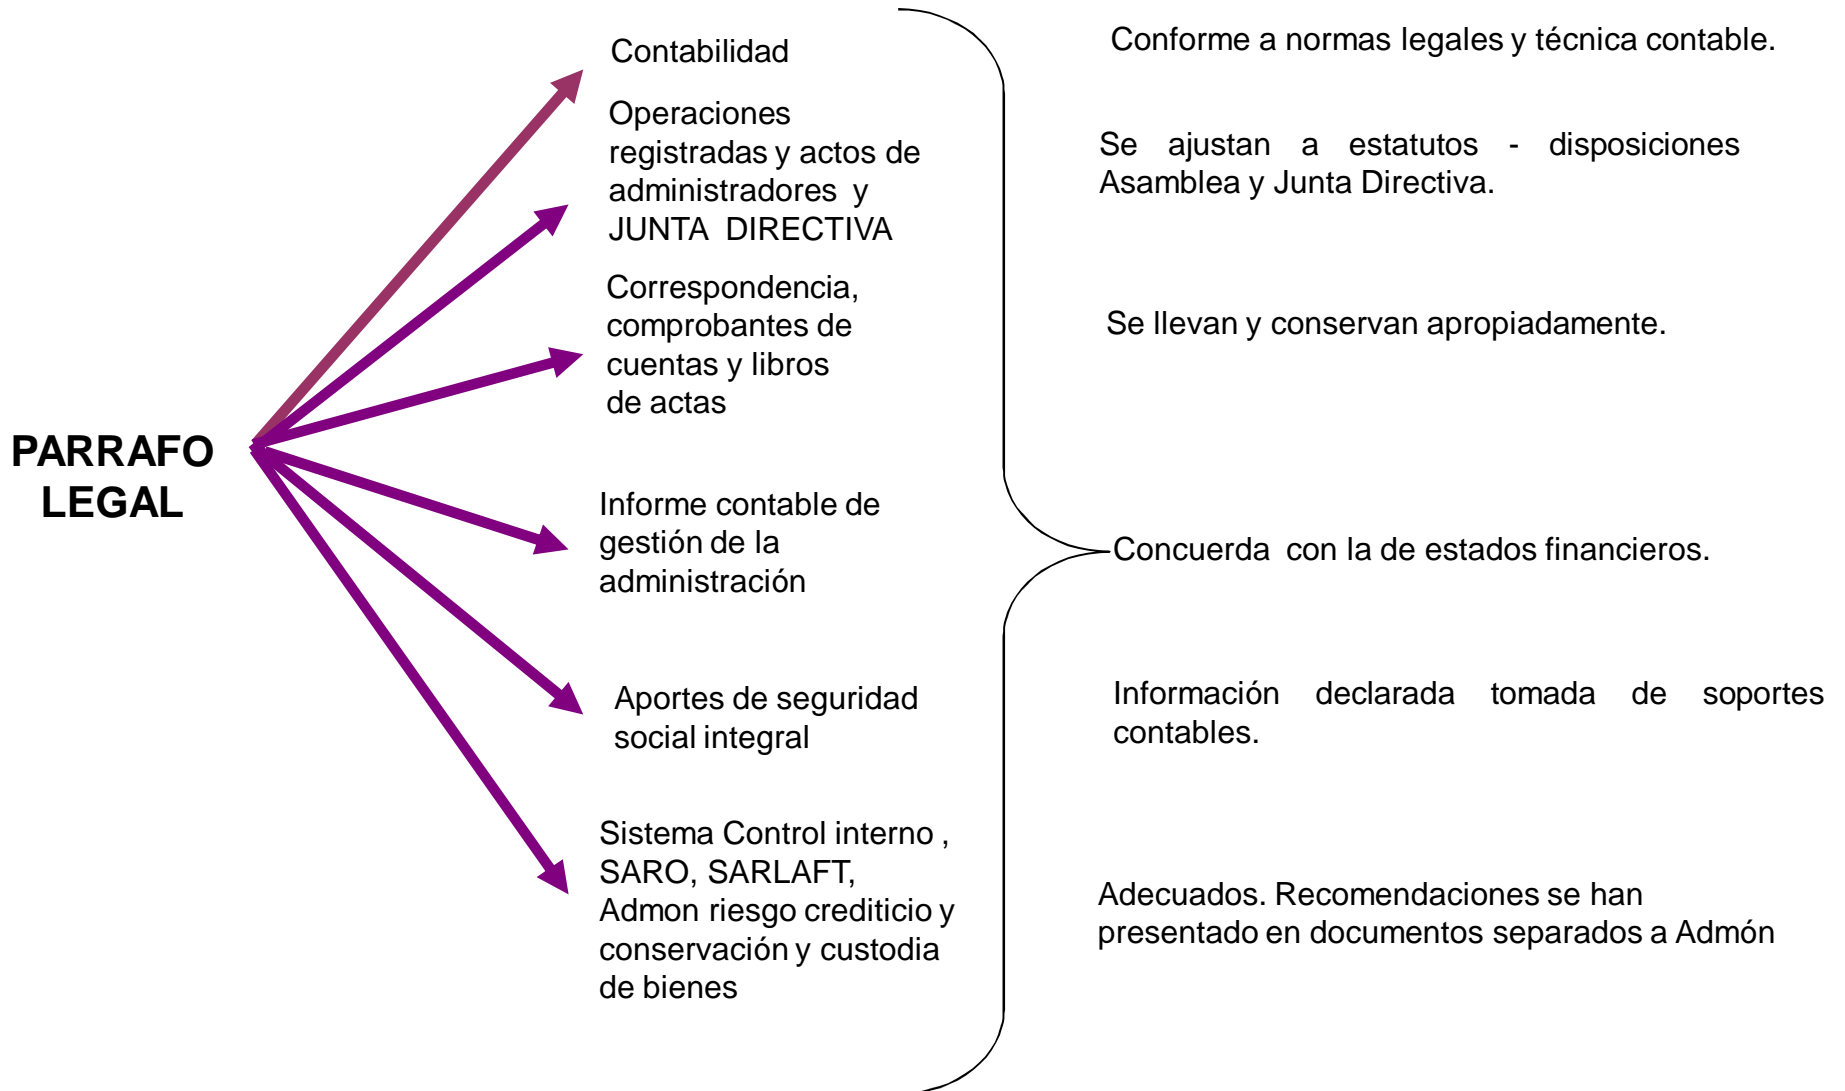 PARRAFO
LEGAL
Contabilidad
Conforme a normas legales y técnica contable.
Operaciones
registradas y actos de
administradores y
JUNTA DIRECTIVA
Se ajustan a estatutos - disposiciones
Asamblea y Junta Directiva.
Correspondencia,
comprobantes de
cuentas y libros
de actas
Se llevan y conservan apropiadamente.
Informe contable de
gestión de la
administración
Concuerda con la de estados financieros.
Aportes de seguridad
social integral
Información declarada tomada de soportes
contables.
Sistema Control interno ,
SARO, SARLAFT,
Admon riesgo crediticio y
conservación y custodia
de bienes
Adecuados. Recomendaciones se han
presentado en documentos separados a Admón